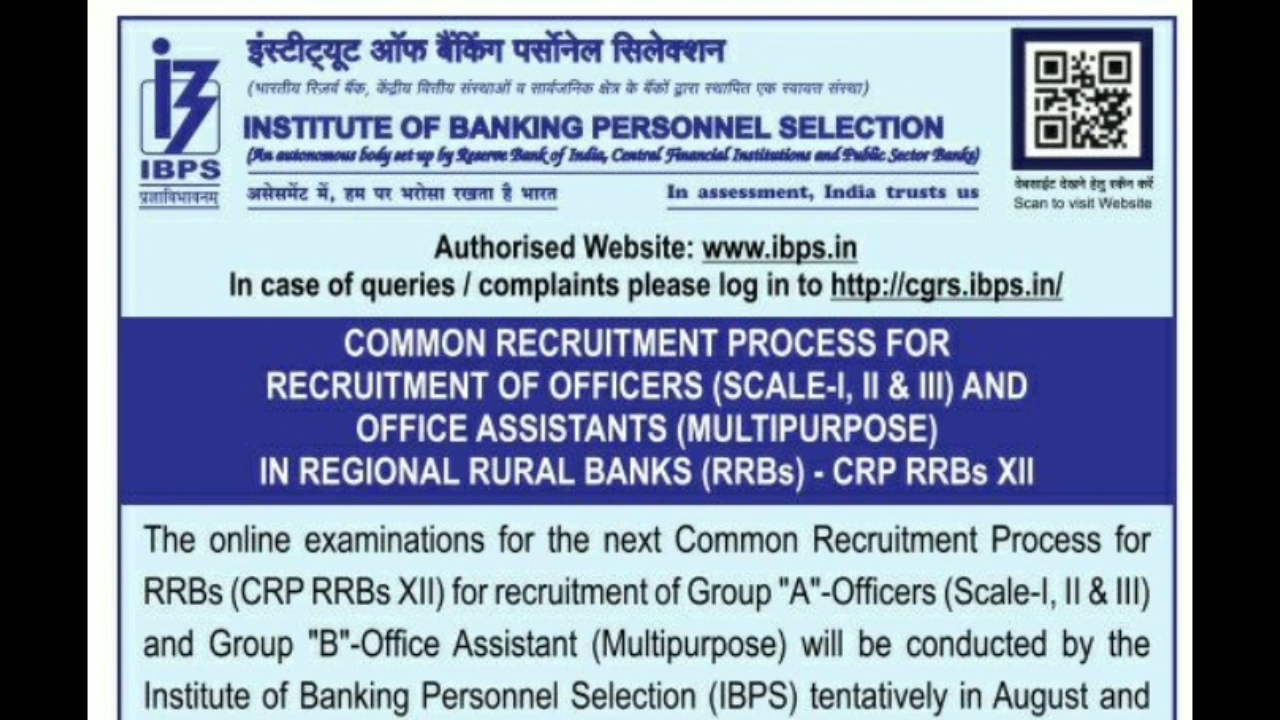 इंस्टीट्यूट ऑफ बैंकिंग पर्सोनेल सिलेक्शन
(भारतीय रिज़र्व बैंक, केंद्रीय वित्तीय संस्थाओं व सार्वजनिक क्षेत्र के बैंकों द्वारा स्थापित एक स्वायत्त संस्था)
INSTITUTE OF BANKING PERSONNEL SELECTION
(An autonomous body set up by Reserve Bank of India, Central Financial Institutions and Public Sector Banks)
IBPS
प्रज्ञाविभावनम्
असेसमेंट में, हम पर भरोसा रखता है भारत
In assessment, India trusts us
वेबसाईट देखने हेतु स्कॅन करें
Scan to visit Website
Authorised Website: www.ibps.in
In case of queries / complaints please log in to http://cgrs.ibps.in/
COMMON RECRUITMENT PROCESS FOR
RECRUITMENT OF OFFICERS (SCALE-I, II & III) AND
OFFICE ASSISTANTS (MULTIPURPOSE)
IN REGIONAL RURAL BANKS (RRBs) - CRP RRBs XII
The online examinations for the next Common Recruitment Process for
RRBs (CRP RRBs XII) for recruitment of Group "A"-Officers (Scale-I, II & III)
and Group "B"-Office Assistant (Multipurpose) will be conducted by the
Institute of Banking Personnel Selection (IBPS) tentatively in August and